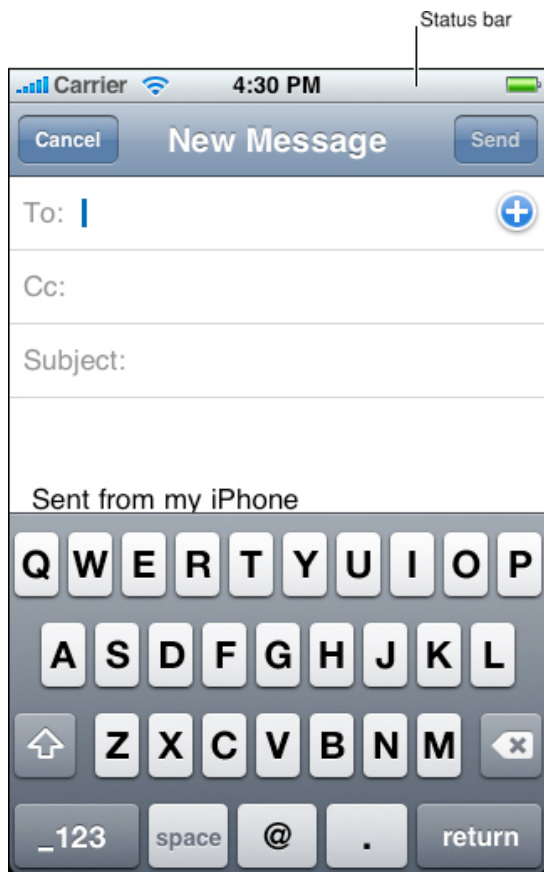 Status bar
Carrier 4:30 PM
Cancel New Message Send
To:
Cc:
Subject:
Sent from my iPhone
Q W E R T Y U I O P
A S D F G H J K L
Z X C V B N M
_123 space @ . return